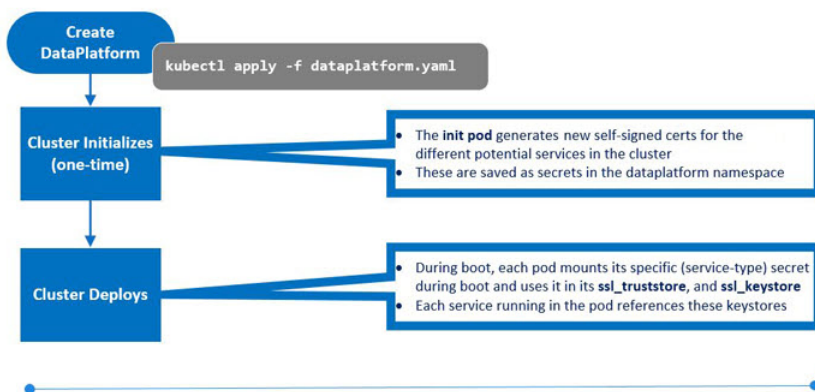 Create
DataPlatform
kubectl apply -f dataplatform.yaml
Cluster Initializes
(one-time)
• The init pod generates new self-signed certs for the
different potential services in the cluster
• These are saved as secrets in the dataplatform namespace
Cluster Deploys
• During boot, each pod mounts its specific (service-type) secret
during boot and uses it in its ssl_truststore, and ssl_keystore
• Each service running in the pod references these keystores